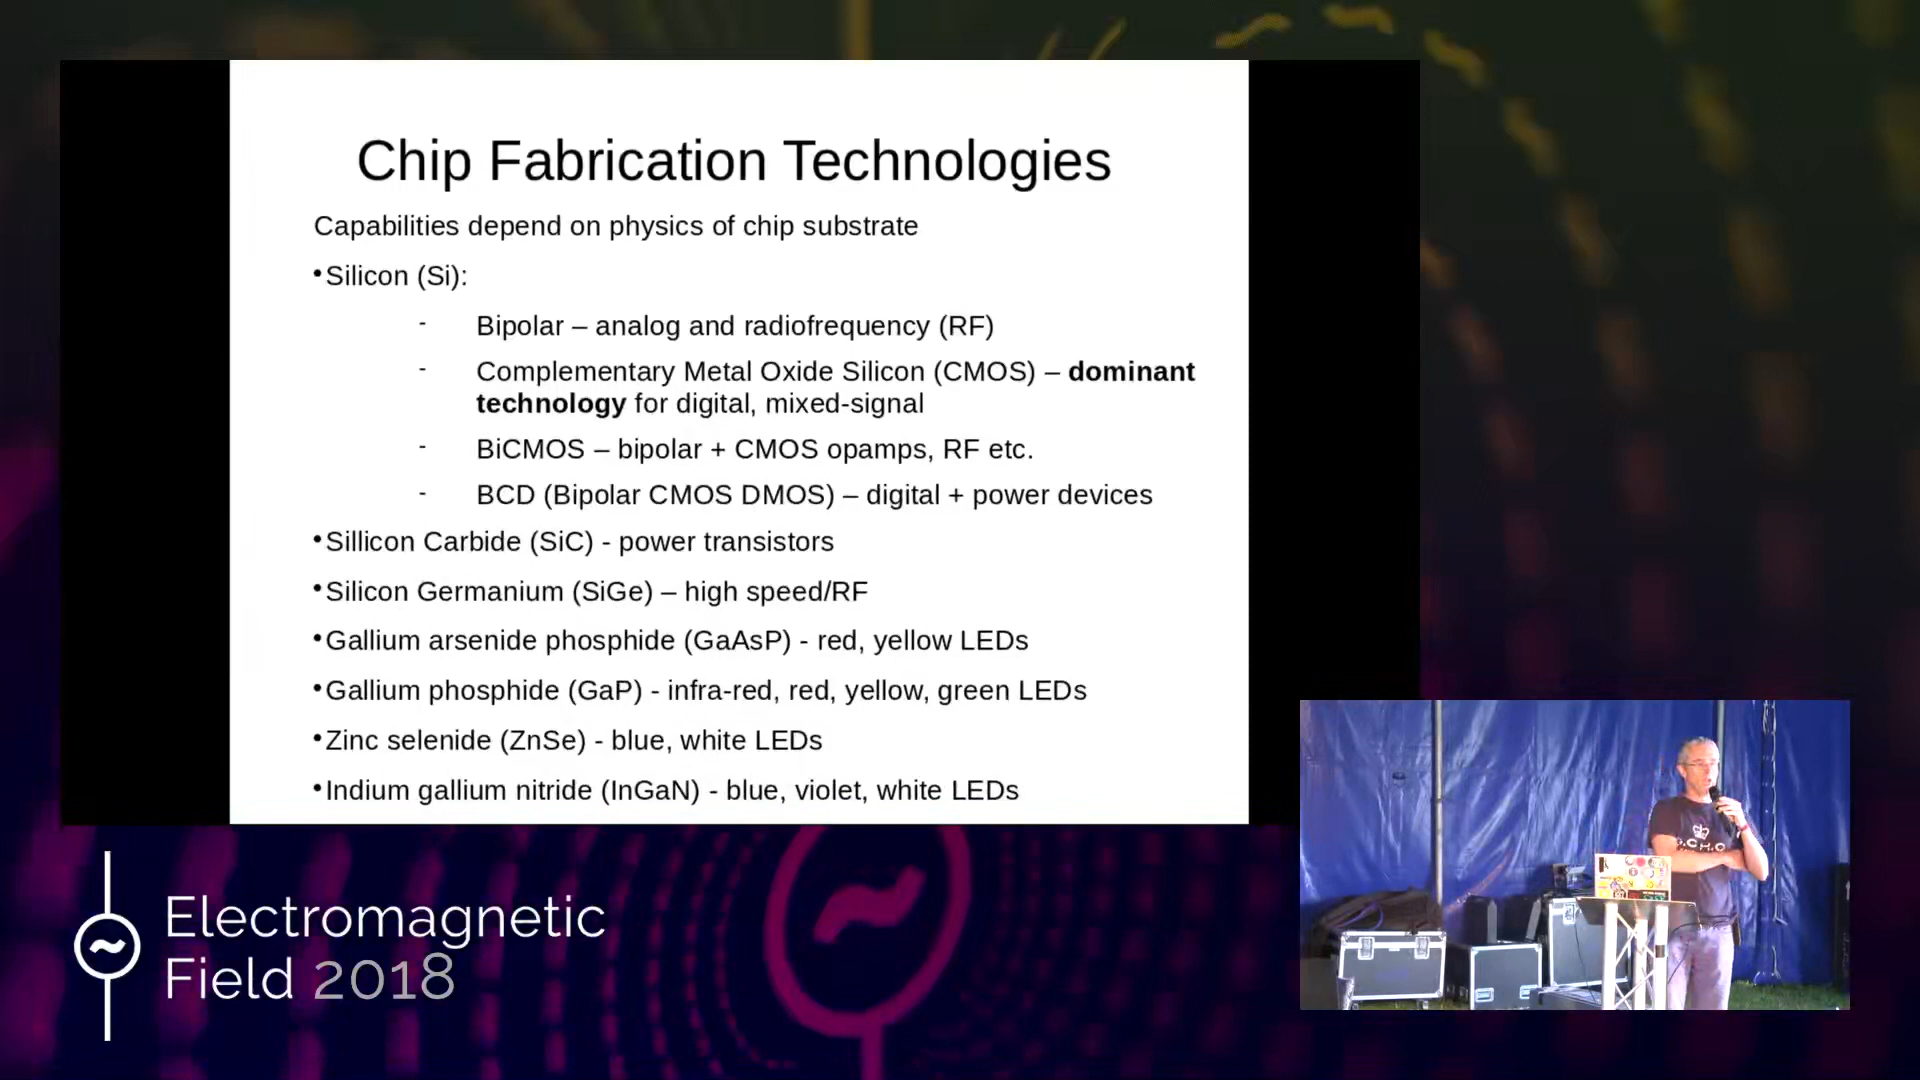 Chip Fabrication Technologies
Capabilities depend on physics of chip substrate
•Silicon (Si):
- Bipolar – analog and radiofrequency (RF)
- Complementary Metal Oxide Silicon (CMOS) – dominant
technology for digital, mixed-signal
- BiCMOS – bipolar + CMOS opamps, RF etc.
- BCD (Bipolar CMOS DMOS) – digital + power devices
•Sillicon Carbide (SiC) - power transistors
•Silicon Germanium (SiGe) – high speed/RF
•Gallium arsenide phosphide (GaAsP) - red, yellow LEDs
•Gallium phosphide (GaP) - infra-red, red, yellow, green LEDs
•Zinc selenide (ZnSe) - blue, white LEDs
•Indium gallium nitride (InGaN) - blue, violet, white LEDs
Electromagnetic
Field 2018